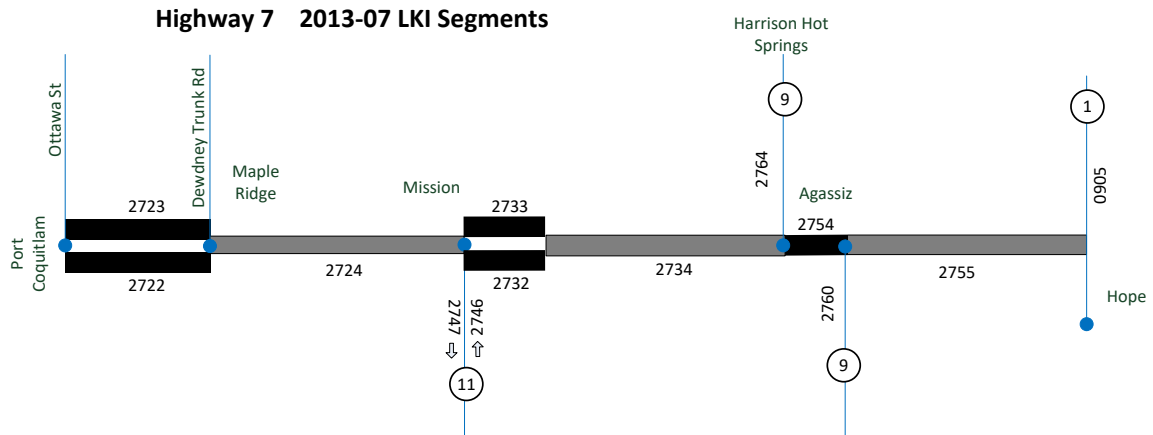 Highway 7 2013-07 LKI Segments
Harrison Hot
Springs
Ottawa St
Dewdney Trunk Rd
9
1
Maple
Ridge
Mission
2764
Agassiz
0905
2723
2733
2754
Port
Coquitlam
2722
2724
2732
2734
2760
2755
Hope
2747
2746
11
9